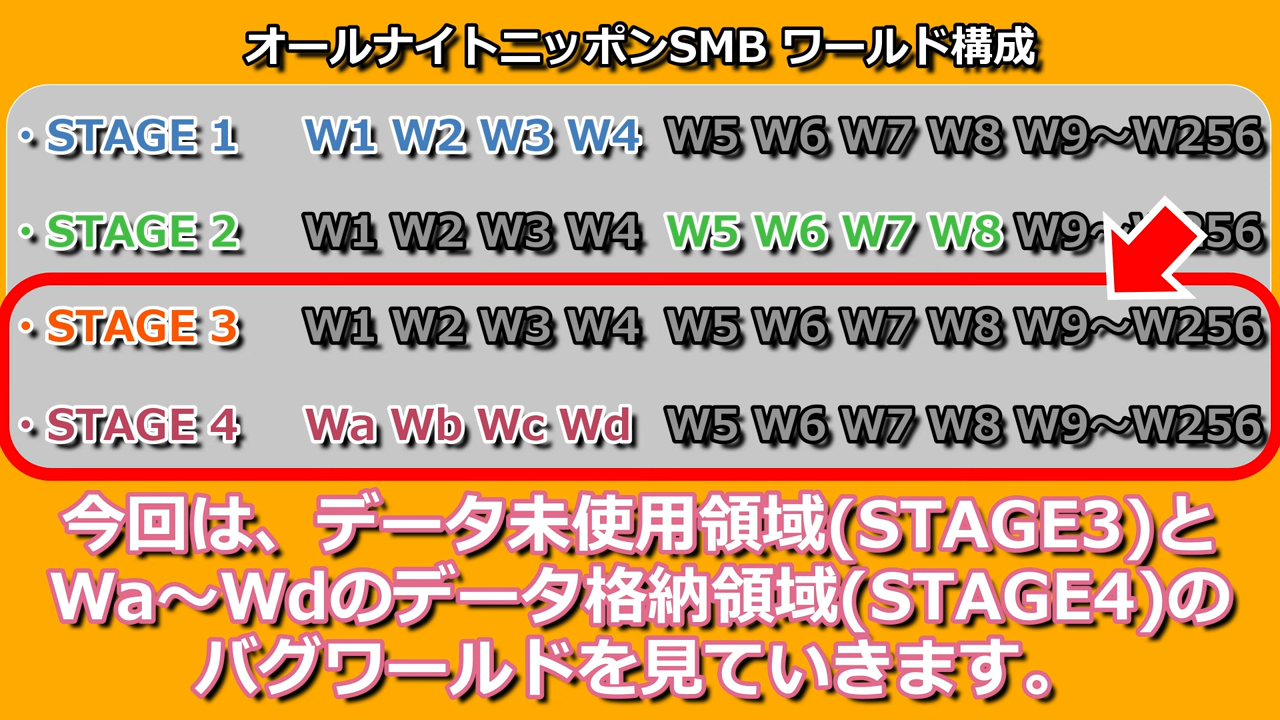 オールナイトニッポンSMB ワールド構成
・STAGE 1 W1 W2 W3 W4 W5 W6 W7 W8 W9～W256
・STAGE 2 W1 W2 W3 W4 W5 W6 W7 W8 W9～W256
・STAGE 3 W1 W2 W3 W4 W5 W6 W7 W8 W9～W256
・STAGE 4 Wa Wb Wc Wd W5 W6 W7 W8 W9～W256
今回は、データ未使用領域(STAGE3)と
Wa～Wdのデータ格納領域(STAGE4)の
バグワールドを見ていきます。